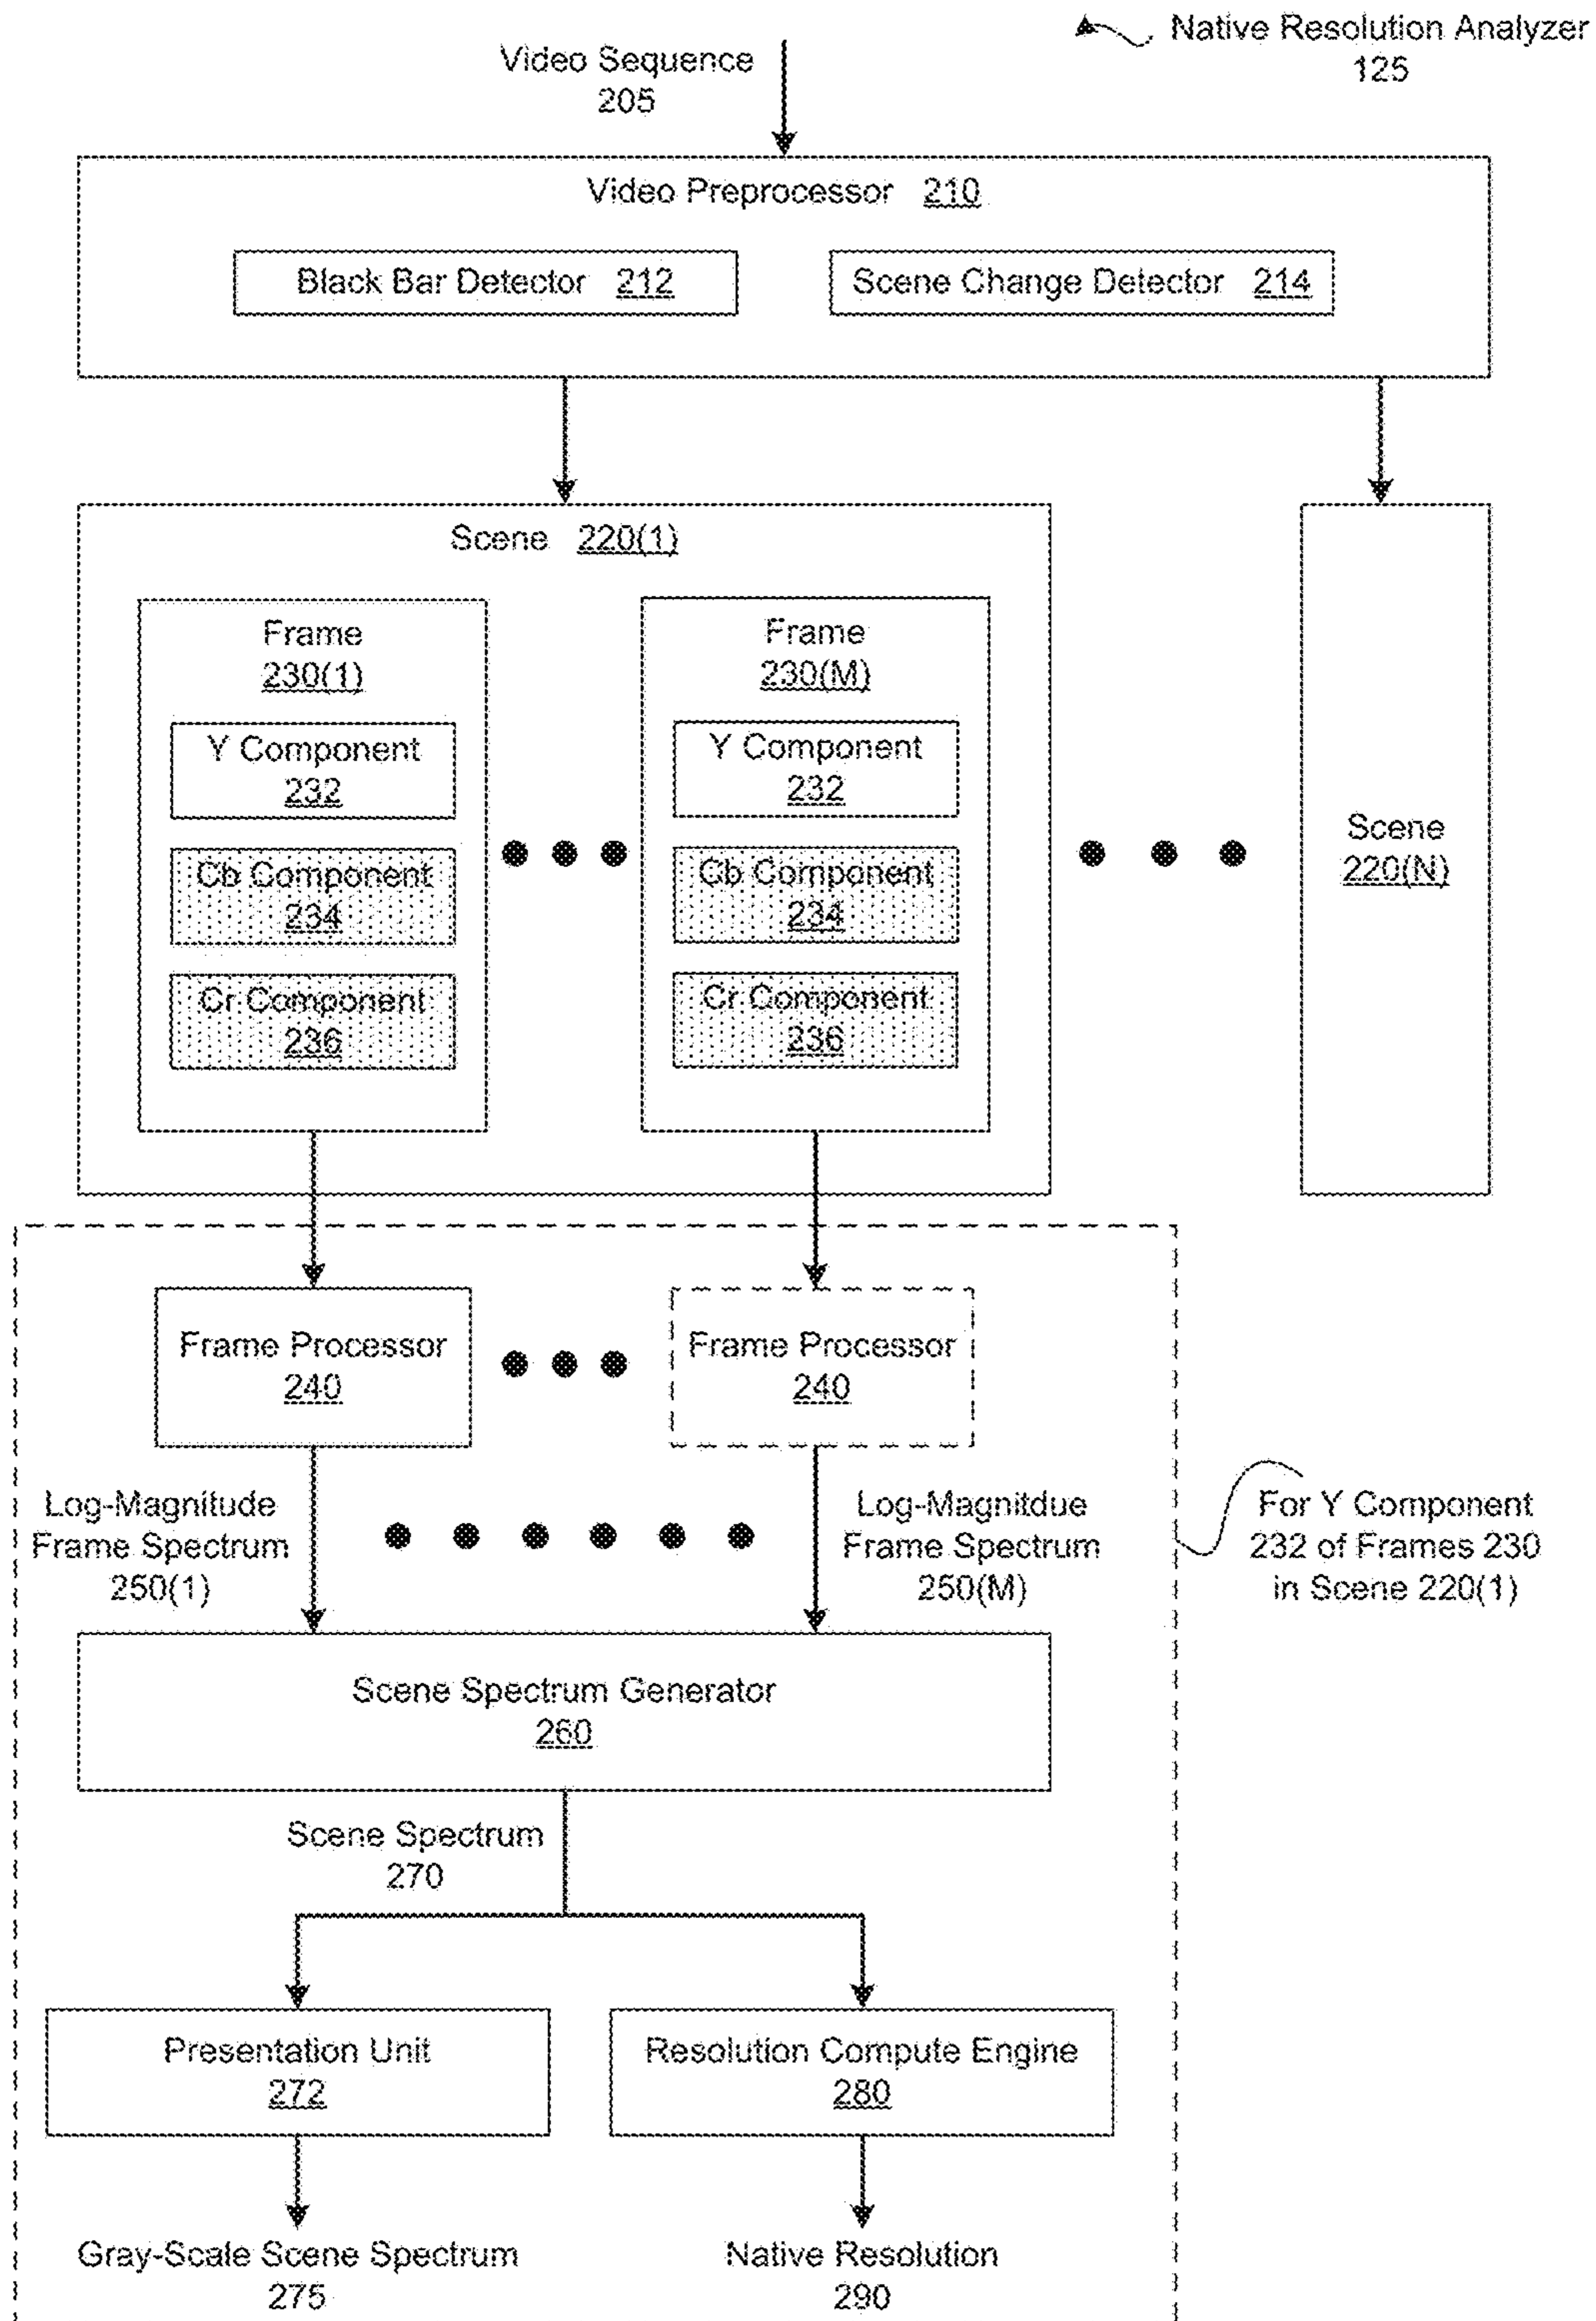 Native Resolution Analyzer
125
Video Sequence
205
Video Preprocessor 210
Black Bar Detector 212
Scene Change Detector 214
Scene 220(1)
Frame
230(1)
Y Component
232
Cb Component
234
Cr Component
236
Frame
230(M)
Y Component
232
Cb Component
234
Cr Component
236
Scene
220(N)
Frame Processor
240
Frame Processor
240
Log-Magnitude
Frame Spectrum
250(1)
Log-Magnitdue
Frame Spectrum
250(M)
For Y Component
232 of Frames 230
in Scene 220(1)
Scene Spectrum Generator
260
Scene Spectrum
270
Presentation Unit
272
Resolution Compute Engine
280
Gray-Scale Scene Spectrum
275
Native Resolution
290